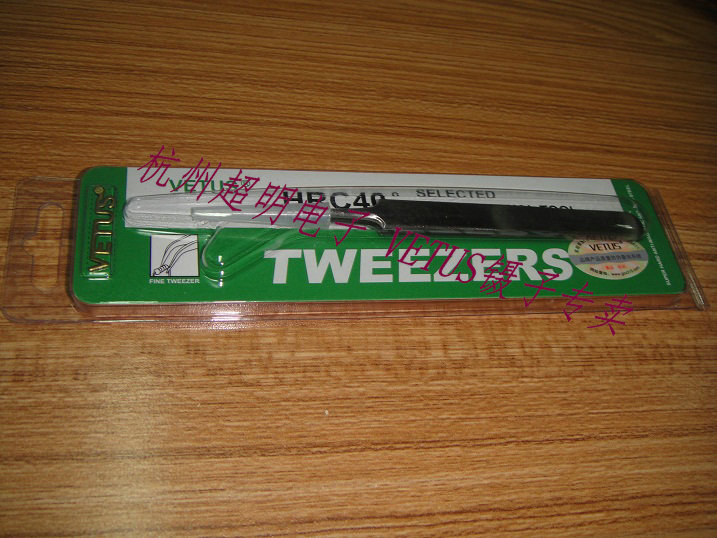 VETUS®
HRC40°
SELECTED
VETUS®
TWEEZERS
FINE TWEEZER
VETUS
杭州超明电子 VETUS镊子专卖